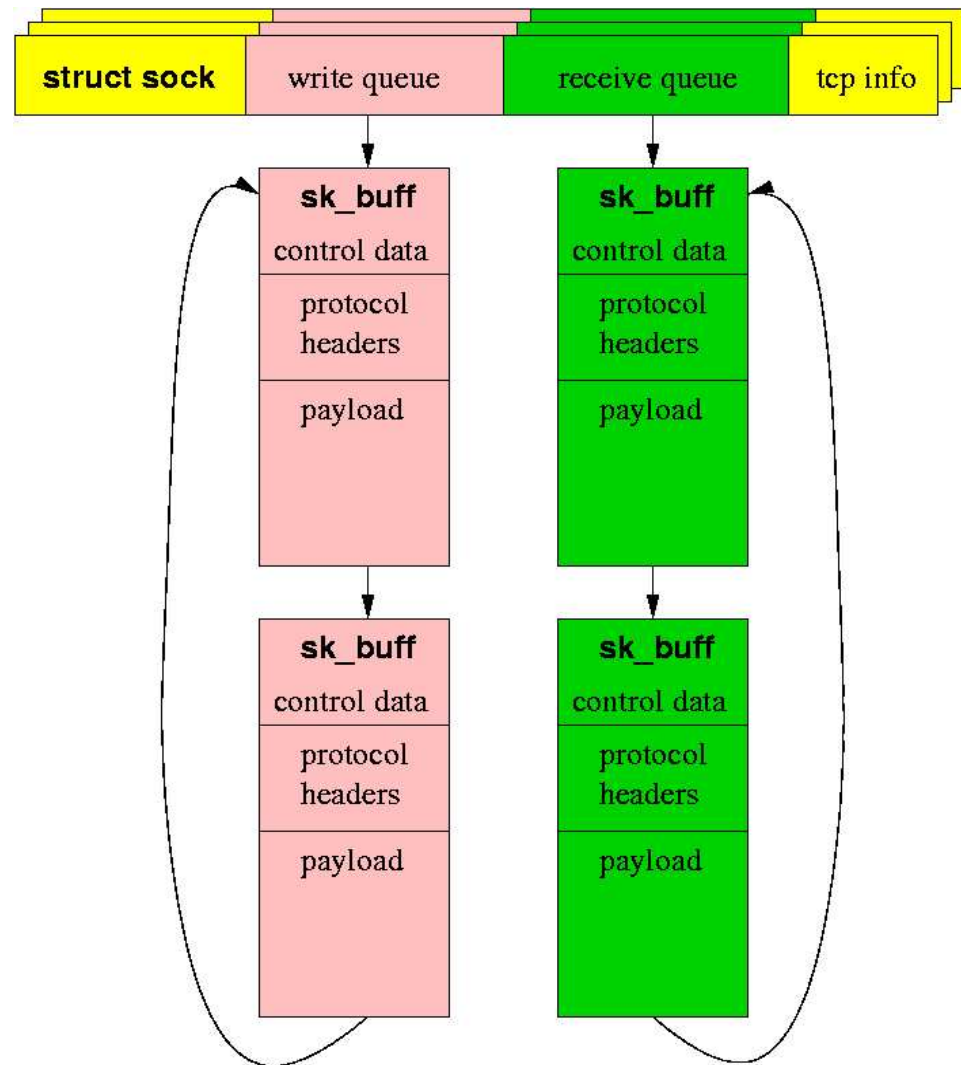 struct sock write queue receive queue tcp info
sk_buff
control data
protocol
headers
payload
sk_buff
control data
protocol
headers
payload
sk_buff
control data
protocol
headers
payload
sk_buff
control data
protocol
headers
payload